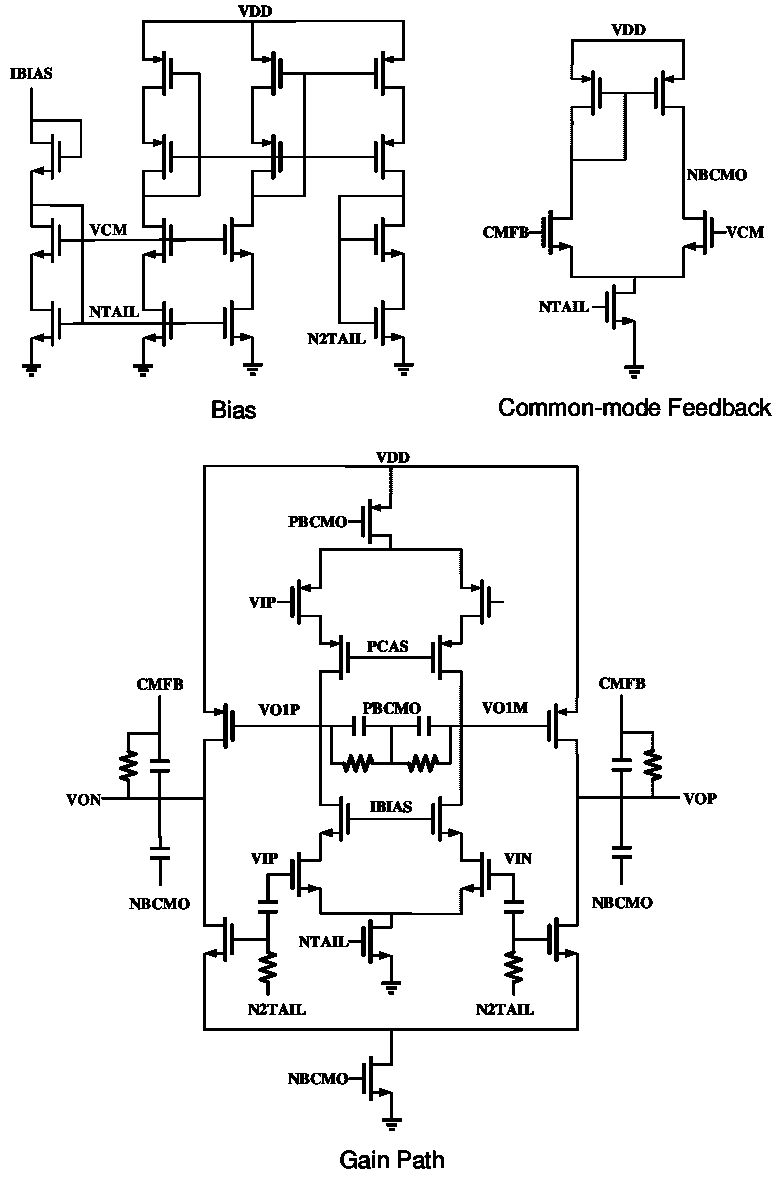 VDD
VDD
IBIAS
NBCMO
VCM
CMFB
VCM
NTAIL
NTAIL
N2TAIL
Bias
Common-mode Feedback
VDD
PBCMO
VIP
PCAS
CMFB
CMFB
VO1P
PBCMO
VO1M
VON
IBIAS
VOP
VIP
VIN
NBCMO
NBCMO
NTAIL
N2TAIL
N2TAIL
NBCMO
Gain Path